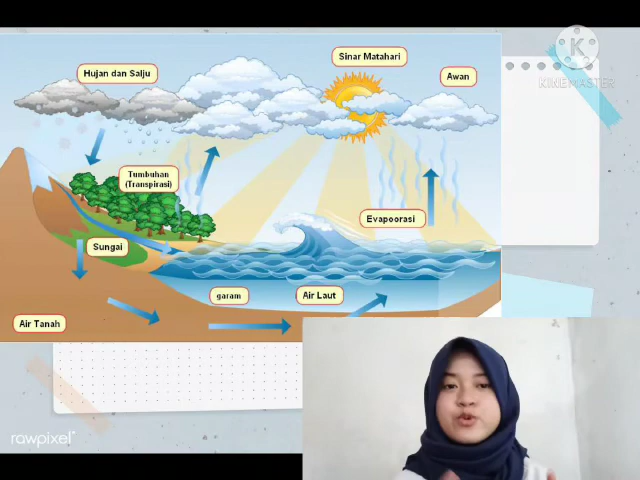 Sinar Matahari
Hujan dan Salju
Awan
KINEMASTER
Tumbuhan
(Transpirasi)
Evapoorasi
Sungai
garam
Air Laut
Air Tanah
rawpixel